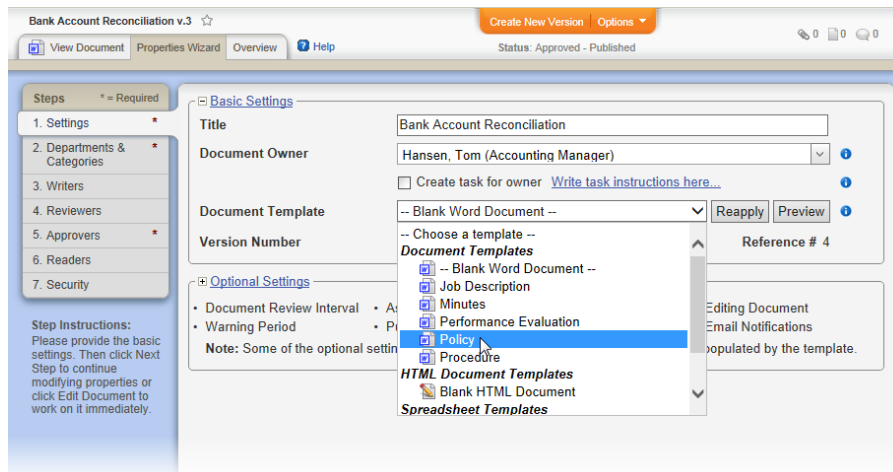 Bank Account Reconciliation v.3
Create New Version Options
0 0 0
View Document Properties Wizard Overview Help
Status: Approved - Published
Steps * = Required
1. Settings *
2. Departments & Categories *
3. Writers
4. Reviewers
5. Approvers *
6. Readers
7. Security
Step Instructions:
Please provide the basic
settings. Then click Next
Step to continue
modifying properties or
click Edit Document to
work on it immediately.
Basic Settings
Title Bank Account Reconciliation
Document Owner Hansen, Tom (Accounting Manager)
Create task for owner Write task instructions here...
Document Template -- Blank Word Document -- Reapply Preview
Version Number Reference # 4
-- Choose a template --
Document Templates
-- Blank Word Document --
Job Description
Minutes
Performance Evaluation
Policy
Procedure
HTML Document Templates
Blank HTML Document
Spreadsheet Templates
Optional Settings
• Document Review Interval • As Editing Document
• Warning Period • P Email Notifications
Note: Some of the optional settin populated by the template.